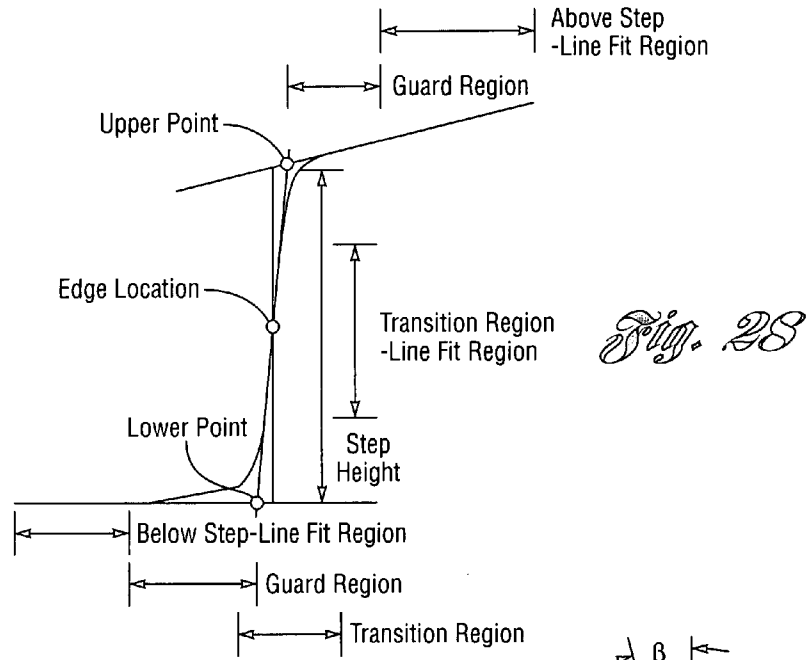 Above Step
-Line Fit Region
Guard Region
Upper Point
Edge Location
Transition Region
-Line Fit Region
Fig. 28
Lower Point
Step
Height
Below Step-Line Fit Region
Guard Region
Transition Region
β